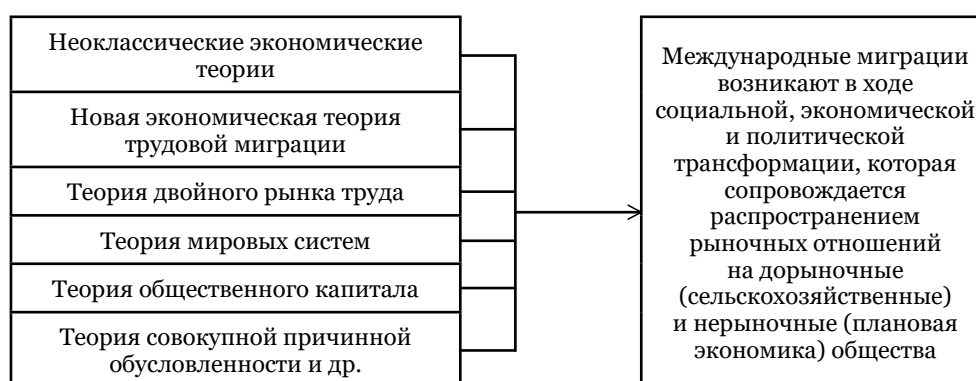 Неоклассические экономические
теории
Новая экономическая теория
трудовой миграции
Теория двойного рынка труда
Теория мировых систем
Теория общественного капитала
Теория совокупной причинной
обусловленности и др.
Международные миграции
возникают в ходе
социальной, экономической
и политической
трансформации, которая
сопровождается
распространением
рыночных отношений
на дорыночные
(сельскохозяйственные)
и нерыночные (плановая
экономика) общества